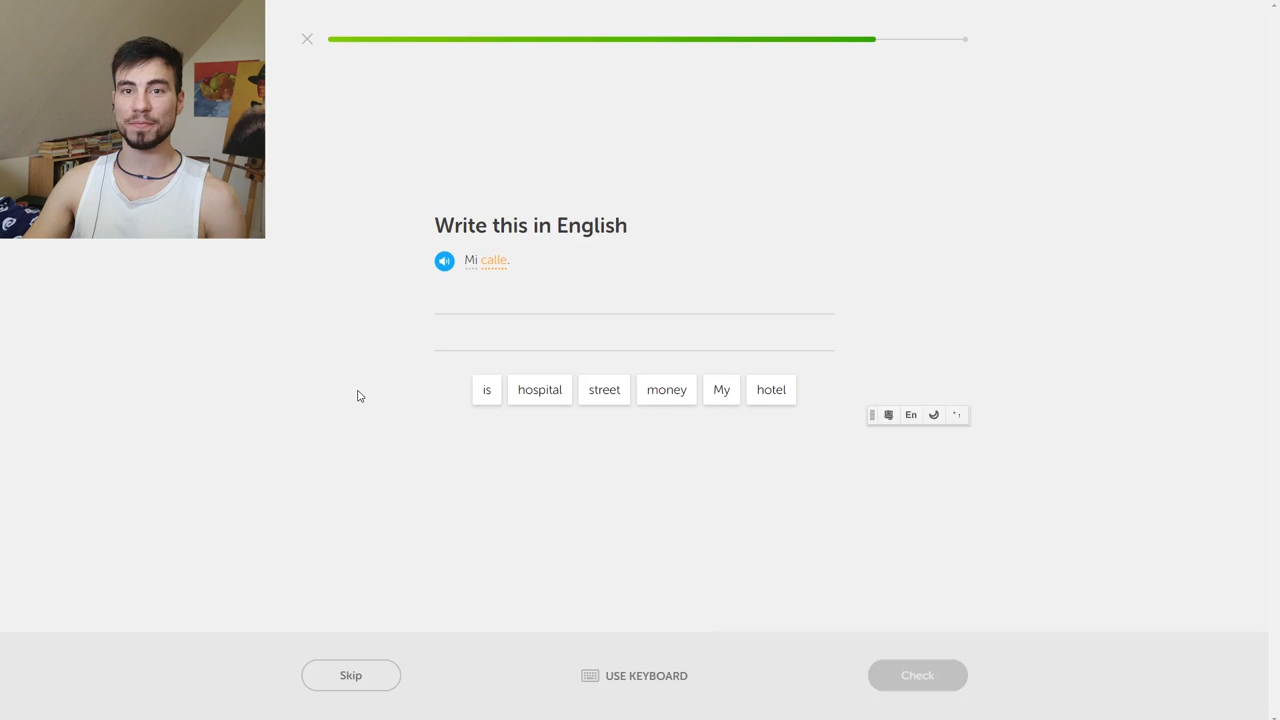 Write this in English
Mi calle.
is hospital street money My hotel
En
Skip USE KEYBOARD Check